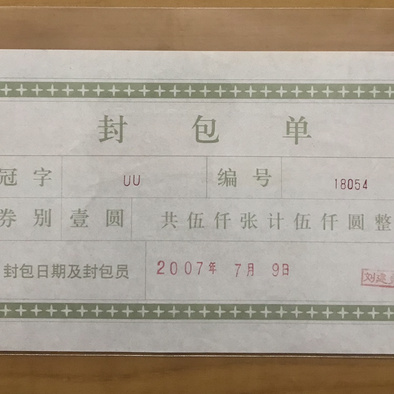 封包单
冠字 UU 编号 18054
券别 壹圆 共伍仟张计伍仟圆整
封包日期及封包员 2007年 7月 9日